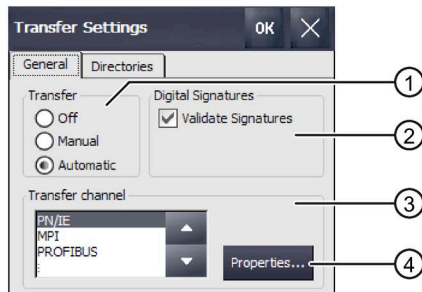 Transfer Settings OK
General Directories
Transfer Digital Signatures
Off Validate Signatures
Manual
Automatic
Transfer channel
PN/IE
MPI
PROFIBUS
Properties...
1
2
3
4